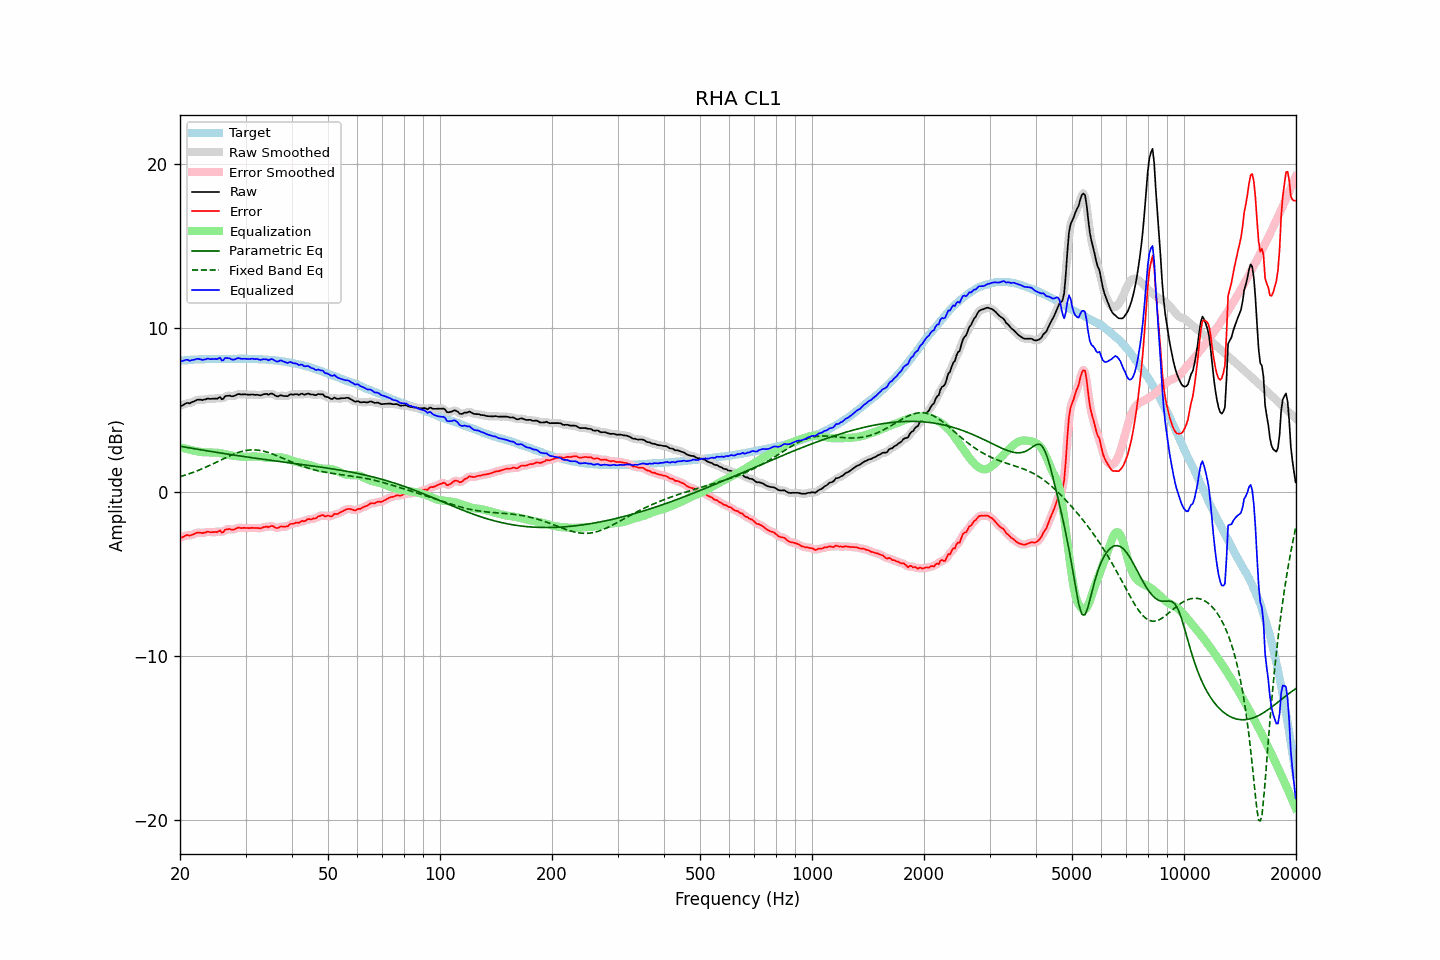 RHA CL1
Target
Raw Smoothed
Error Smoothed
Raw
Error
Equalization
Parametric Eq
Fixed Band Eq
Equalized
Amplitude (dBr)
20
10
0
−10
−20
20 50 100 200 500 1000 2000 5000 10000 20000
Frequency (Hz)